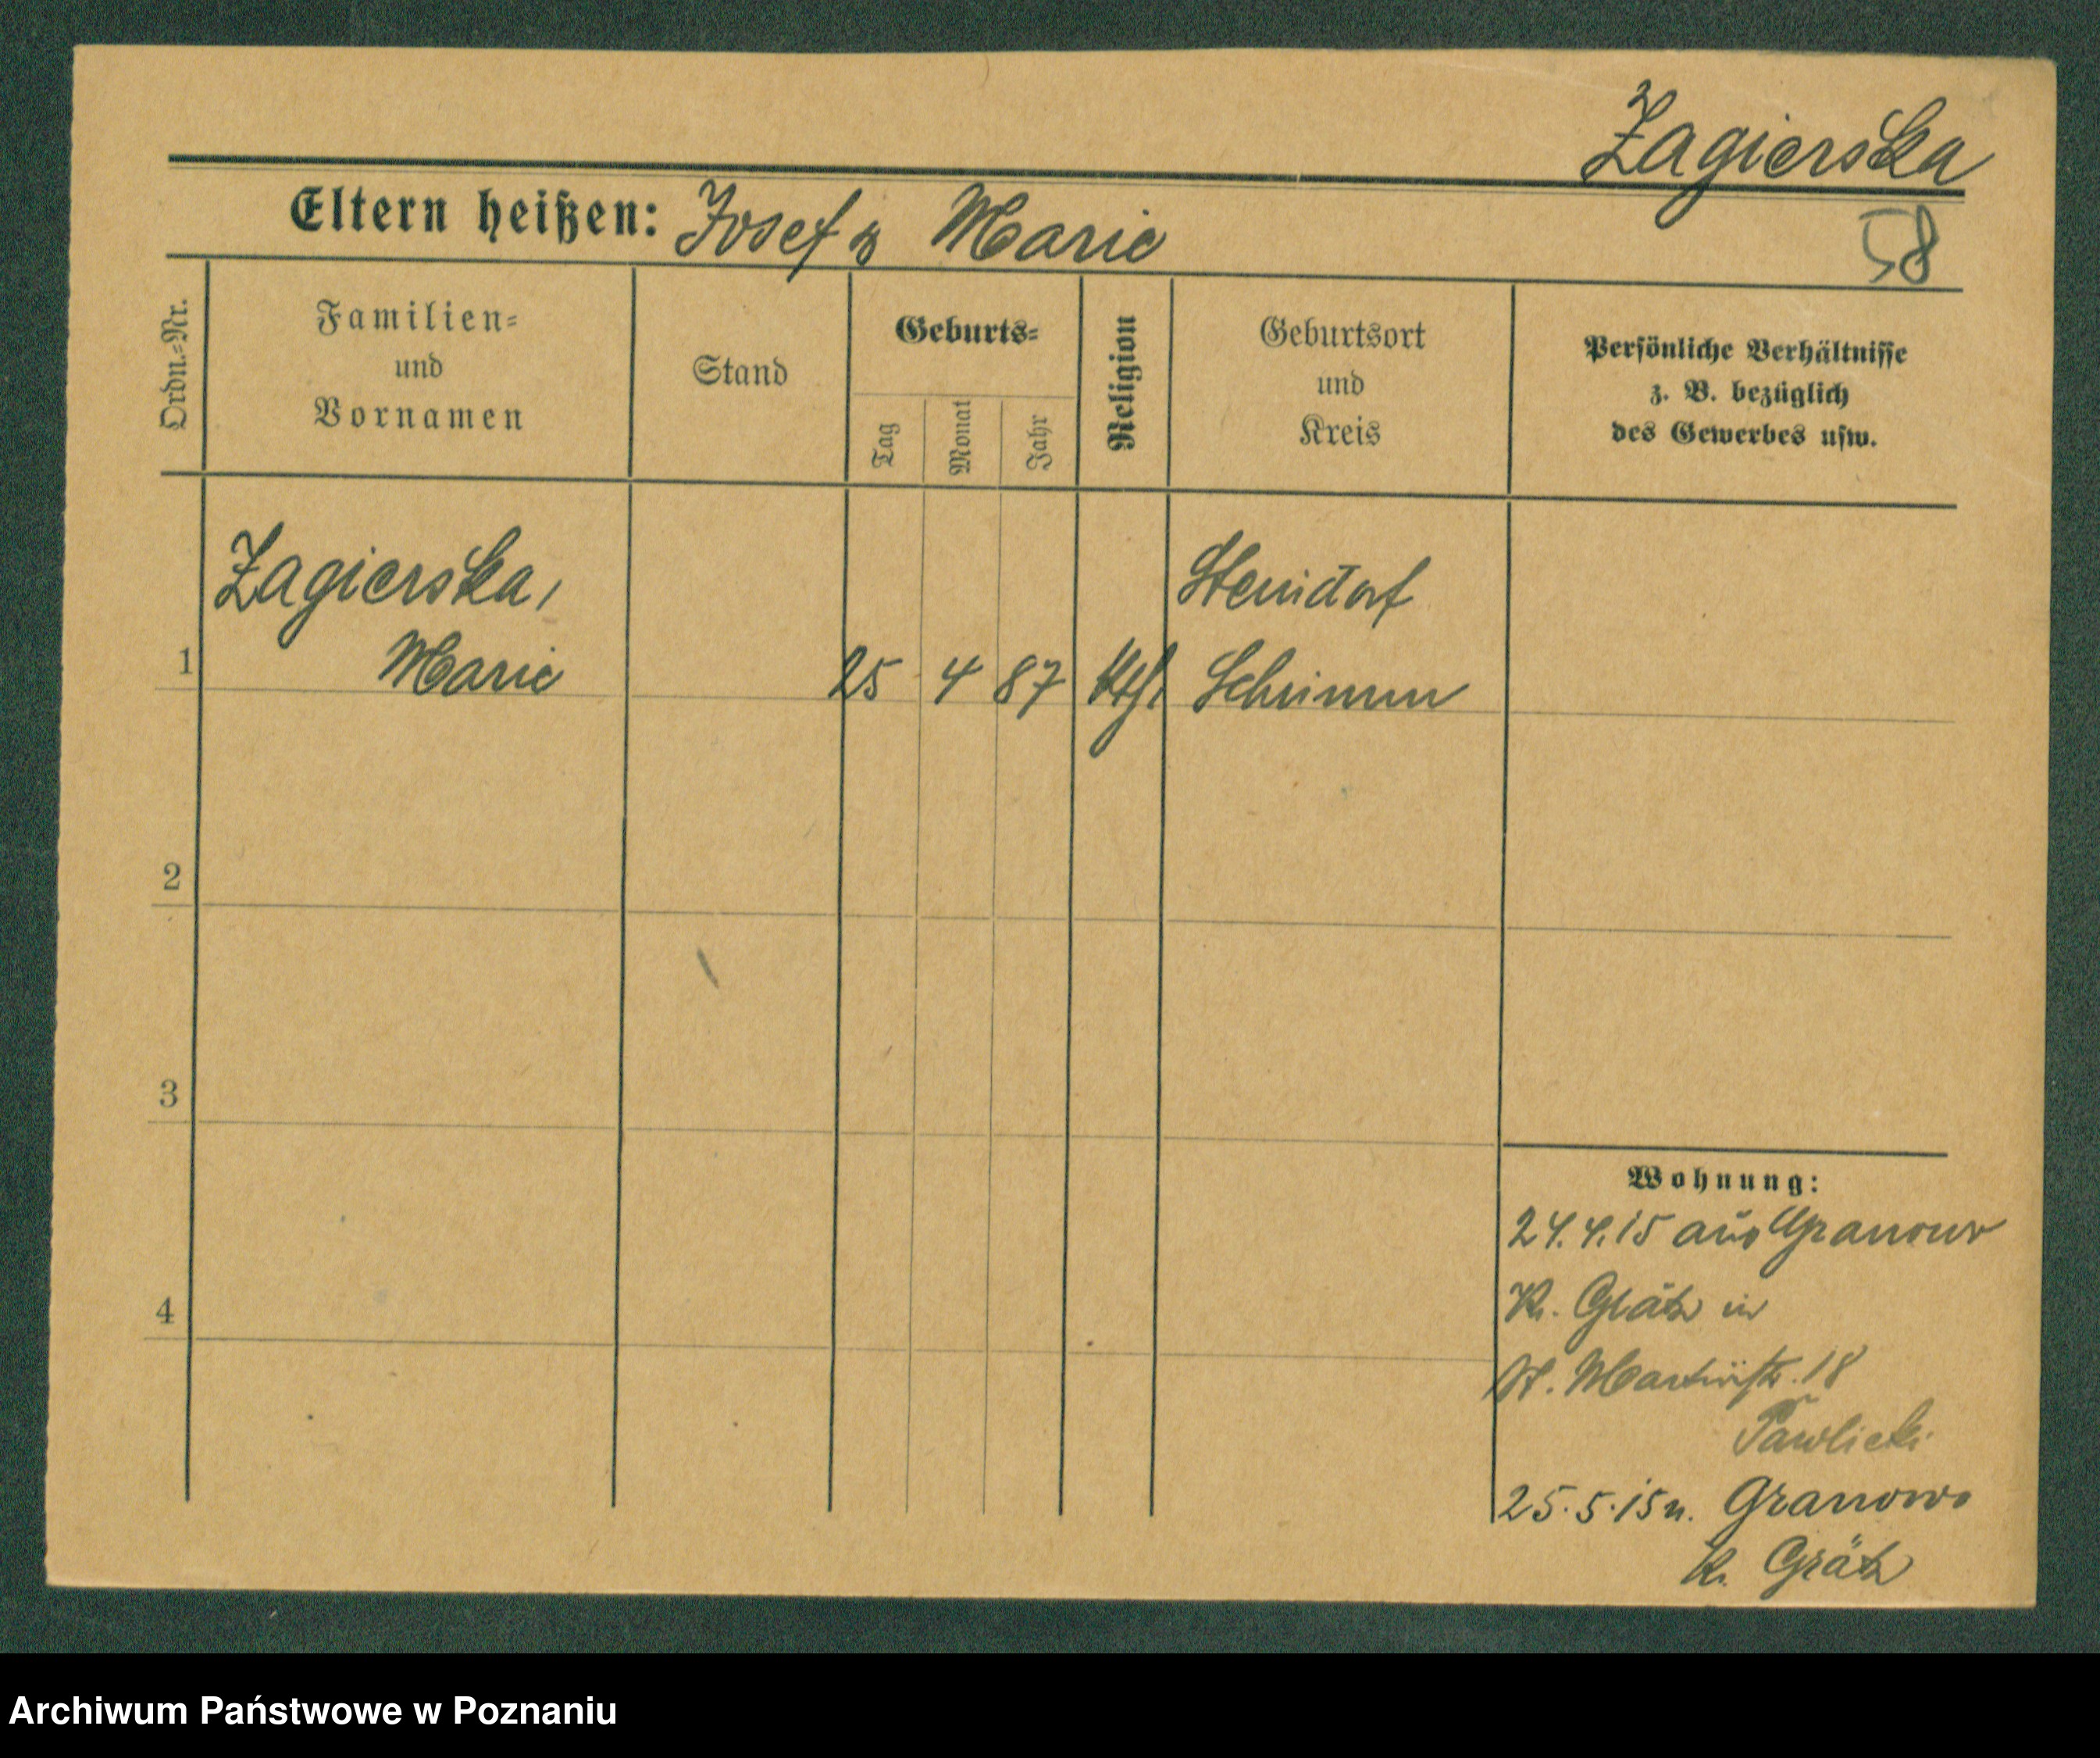 Zagierska
Eltern heißen: Josef & Marie
58
Ordn.=Nr.
Familien=
und
Vornamen
Stand
Geburts=
Tag
Monat
Jahr
Religion
Geburtsort
und
Kreis
Persönliche Verhältnisse
z. B. bezüglich
des Gewerbes usw.
Zagierska,
Steindorf
1 Marie 25 4 87 kth. Schrimm
2
3
4
Wohnung:
24.4.15 aus Granowo
Kr. Grätz in
St. Martinstr. 18
Pawlicki
25.5.15 n. Granowo
Kr. Grätz
Archiwum Państwowe w Poznaniu